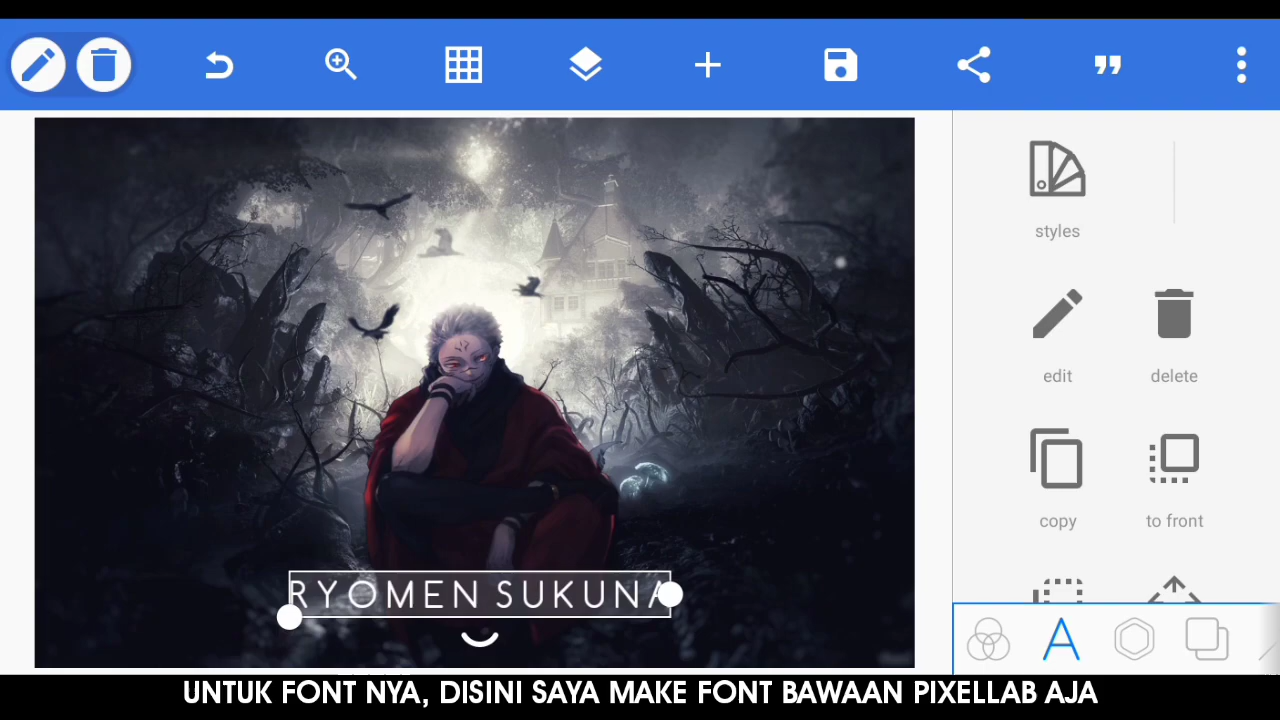 styles
edit
delete
copy
to front
RYOMEN SUKUNA
UNTUK FONT NYA, DISINI SAYA MAKE FONT BAWAAN PIXELLAB AJA